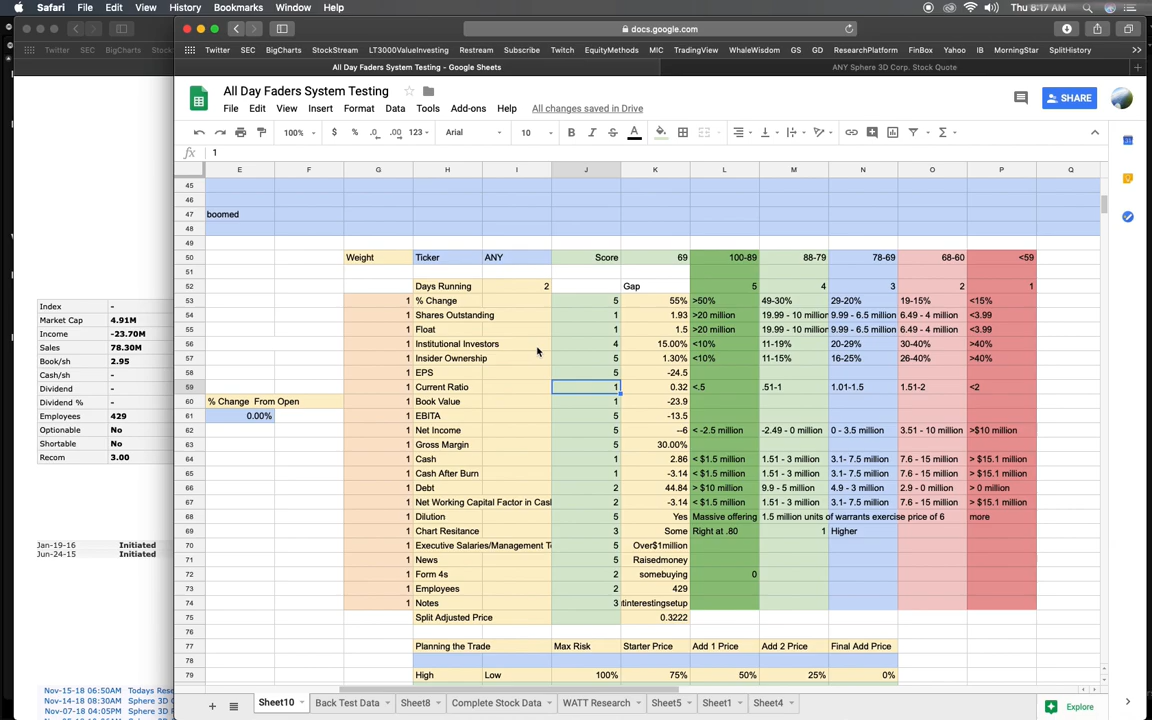 Safari File Edit View History Bookmarks Window Help Thu 8:17 AM
docs.google.com
Twitter SEC BigCharts
Twitter SEC BigCharts StockStream LT3000ValueInvesting Restream Subscribe Twitch EquityMethods MIC TradingView WhaleWisdom GS GD ResearchPlatform FinBox Yahoo IB MorningStar SplitHistory
All Day Faders System Testing - Google Sheets ANY Sphere 3D Corp. Stock Quote
All Day Faders System Testing
File Edit View Insert Format Data Tools Add-ons Help All changes saved in Drive
SHARE
100% $ % .0 .00 123 Arial 10 B I S A
fx 1
E F G H I J K L M N O P Q
45
46
47 boomed
48
49
50 Weight Ticker ANY Score 69 100-89 88-79 78-69 68-60 <59
51
52 Days Running 2 Gap 5 4 3 2 1
53 1 % Change 5 55% >50% 49-30% 29-20% 19-15% <15%
54 1 Shares Outstanding 1 1.93 >20 million 19.99 - 10 million 9.99 - 6.5 million 6.49 - 4 million <3.99
55 1 Float 1 1.5 >20 million 19.99 - 10 million 9.99 - 6.5 million 6.49 - 4 million <3.99
56 1 Institutional Investors 4 15.00% <10% 11-19% 20-29% 30-40% >40%
57 1 Insider Ownership 5 1.30% <10% 11-15% 16-25% 26-40% >40%
58 1 EPS 5 -24.5
59 1 Current Ratio 1 0.32 <.5 .51-1 1.01-1.5 1.51-2 <2
60 % Change From Open 1 Book Value 1 -23.9
61 0.00% 1 EBITA 5 -13.5
62 1 Net Income 5 --6 < -2.5 million -2.49 - 0 million 0 - 3.5 million 3.51 - 10 million >$10 million
63 1 Gross Margin 5 30.00%
64 1 Cash 1 2.86 < $1.5 million 1.51 - 3 million 3.1- 7.5 million 7.6 - 15 million > $15.1 million
65 1 Cash After Burn 1 -3.14 < $1.5 million 1.51 - 3 million 3.1- 7.5 million 7.6 - 15 million > $15.1 million
66 1 Debt 2 44.84 > $10 million 9.9 - 5 million 4.9 - 3 million 2.9 - 0 million > 0 million
67 1 Net Working Capital Factor in Cash 2 -3.14 < $1.5 million 1.51 - 3 million 3.1- 7.5 million 7.6 - 15 million > $15.1 million
68 1 Dilution 5 Yes Massive offering 1.5 million units of warrants exercise price of 6 more
69 1 Chart Resitance 3 Some Right at .80 1 Higher
70 1 Executive Salaries/Management T 5 Over$1million
71 1 News 5 Raisedmoney
72 1 Form 4s 2 somebuying 0
73 1 Employees 2 429
74 1 Notes 3 tinterestingsetup
75 Split Adjusted Price 0.3222
76
77 Planning the Trade Max Risk Starter Price Add 1 Price Add 2 Price Final Add Price
78
79 High Low 100% 75% 50% 25% 0%
Sheet10 Back Test Data Sheet8 Complete Stock Data WATT Research Sheet5 Sheet1 Sheet4 Explore
Index -
Market Cap 4.91M
Income -23.70M
Sales 78.30M
Book/sh 2.95
Cash/sh -
Dividend -
Dividend % -
Employees 429
Optionable No
Shortable No
Recom 3.00
Jan-19-16 Initiated
Jun-24-15 Initiated
Nov-15-18 06:50AM Todays Rese
Nov-14-18 08:30AM Sphere 3D
Nov-07-18 04:05PM Sphere 3D